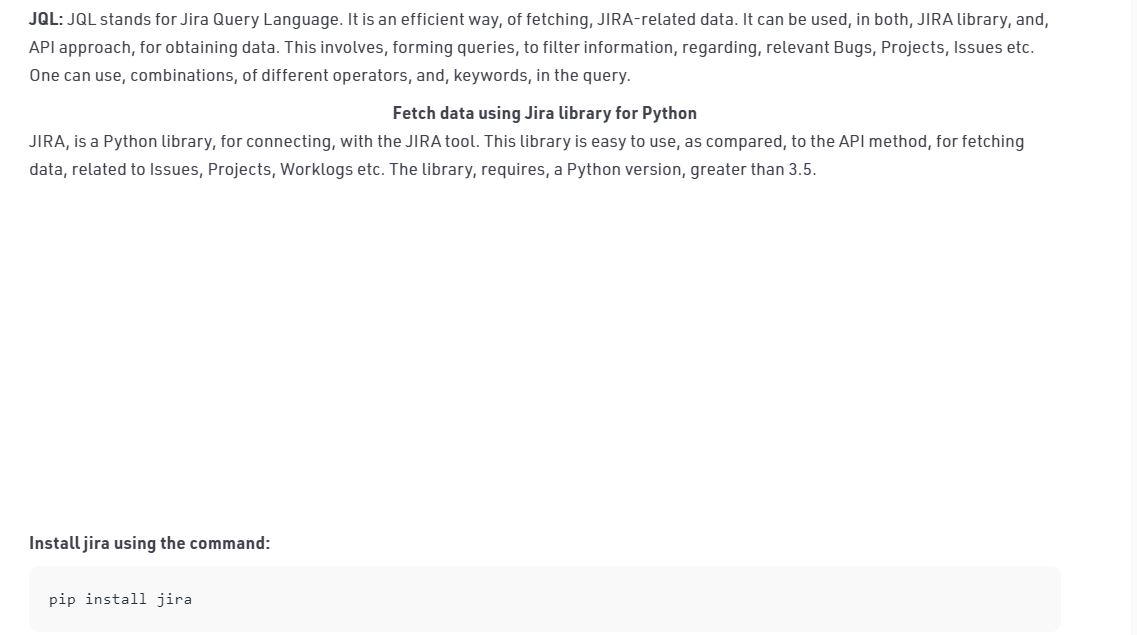 JQL: JQL stands for Jira Query Language. It is an efficient way, of fetching, JIRA-related data. It can be used, in both, JIRA library, and,
API approach, for obtaining data. This involves, forming queries, to filter information, regarding, relevant Bugs, Projects, Issues etc.
One can use, combinations, of different operators, and, keywords, in the query.
Fetch data using Jira library for Python
JIRA, is a Python library, for connecting, with the JIRA tool. This library is easy to use, as compared, to the API method, for fetching
data, related to Issues, Projects, Worklogs etc. The library, requires, a Python version, greater than 3.5.
Install jira using the command:
pip install jira